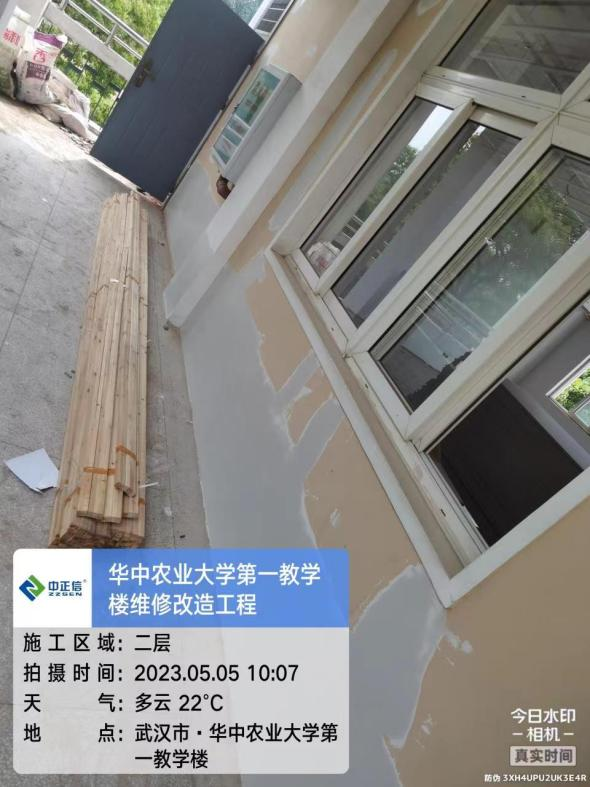 中正信®
ZZSEN
华中农业大学第一教学
楼维修改造工程
施工区域：二层
拍摄时间：2023.05.05 10:07
天气：多云 22℃
地点：武汉市·华中农业大学第
一教学楼
今日水印
-相机-
真实时间
防伪 3XH4UPU2UK3E4R